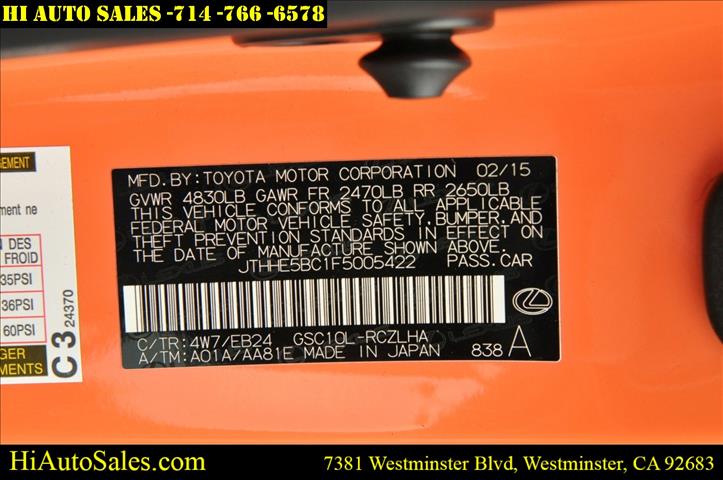 HI AUTO SALES -714 -766 -6578
GEMENT
ment ne
DES
FROID
35PSI
36PSI
60PSI
GER
EMENTS
C3 24370
MFD.BY:TOYOTA MOTOR CORPORATION 02/15
GVWR 4830LB GAWR FR 2470LB RR 2650LB
THIS VEHICLE CONFORMS TO ALL APPLICABLE
FEDERAL MOTOR VEHICLE SAFETY,BUMPER,AND
THEFT PREVENTION STANDARDS IN EFFECT ON
THE DATE OF MANUFACTURE SHOWN ABOVE.
JTHHE5BC1F5005422 PASS.CAR
C/TR:4W7/EB24 GSC10L-RCZLHA
A/TM:A01A/AA81E MADE IN JAPAN 838 A
HiAutoSales.com 7381 Westminster Blvd, Westminster, CA 92683